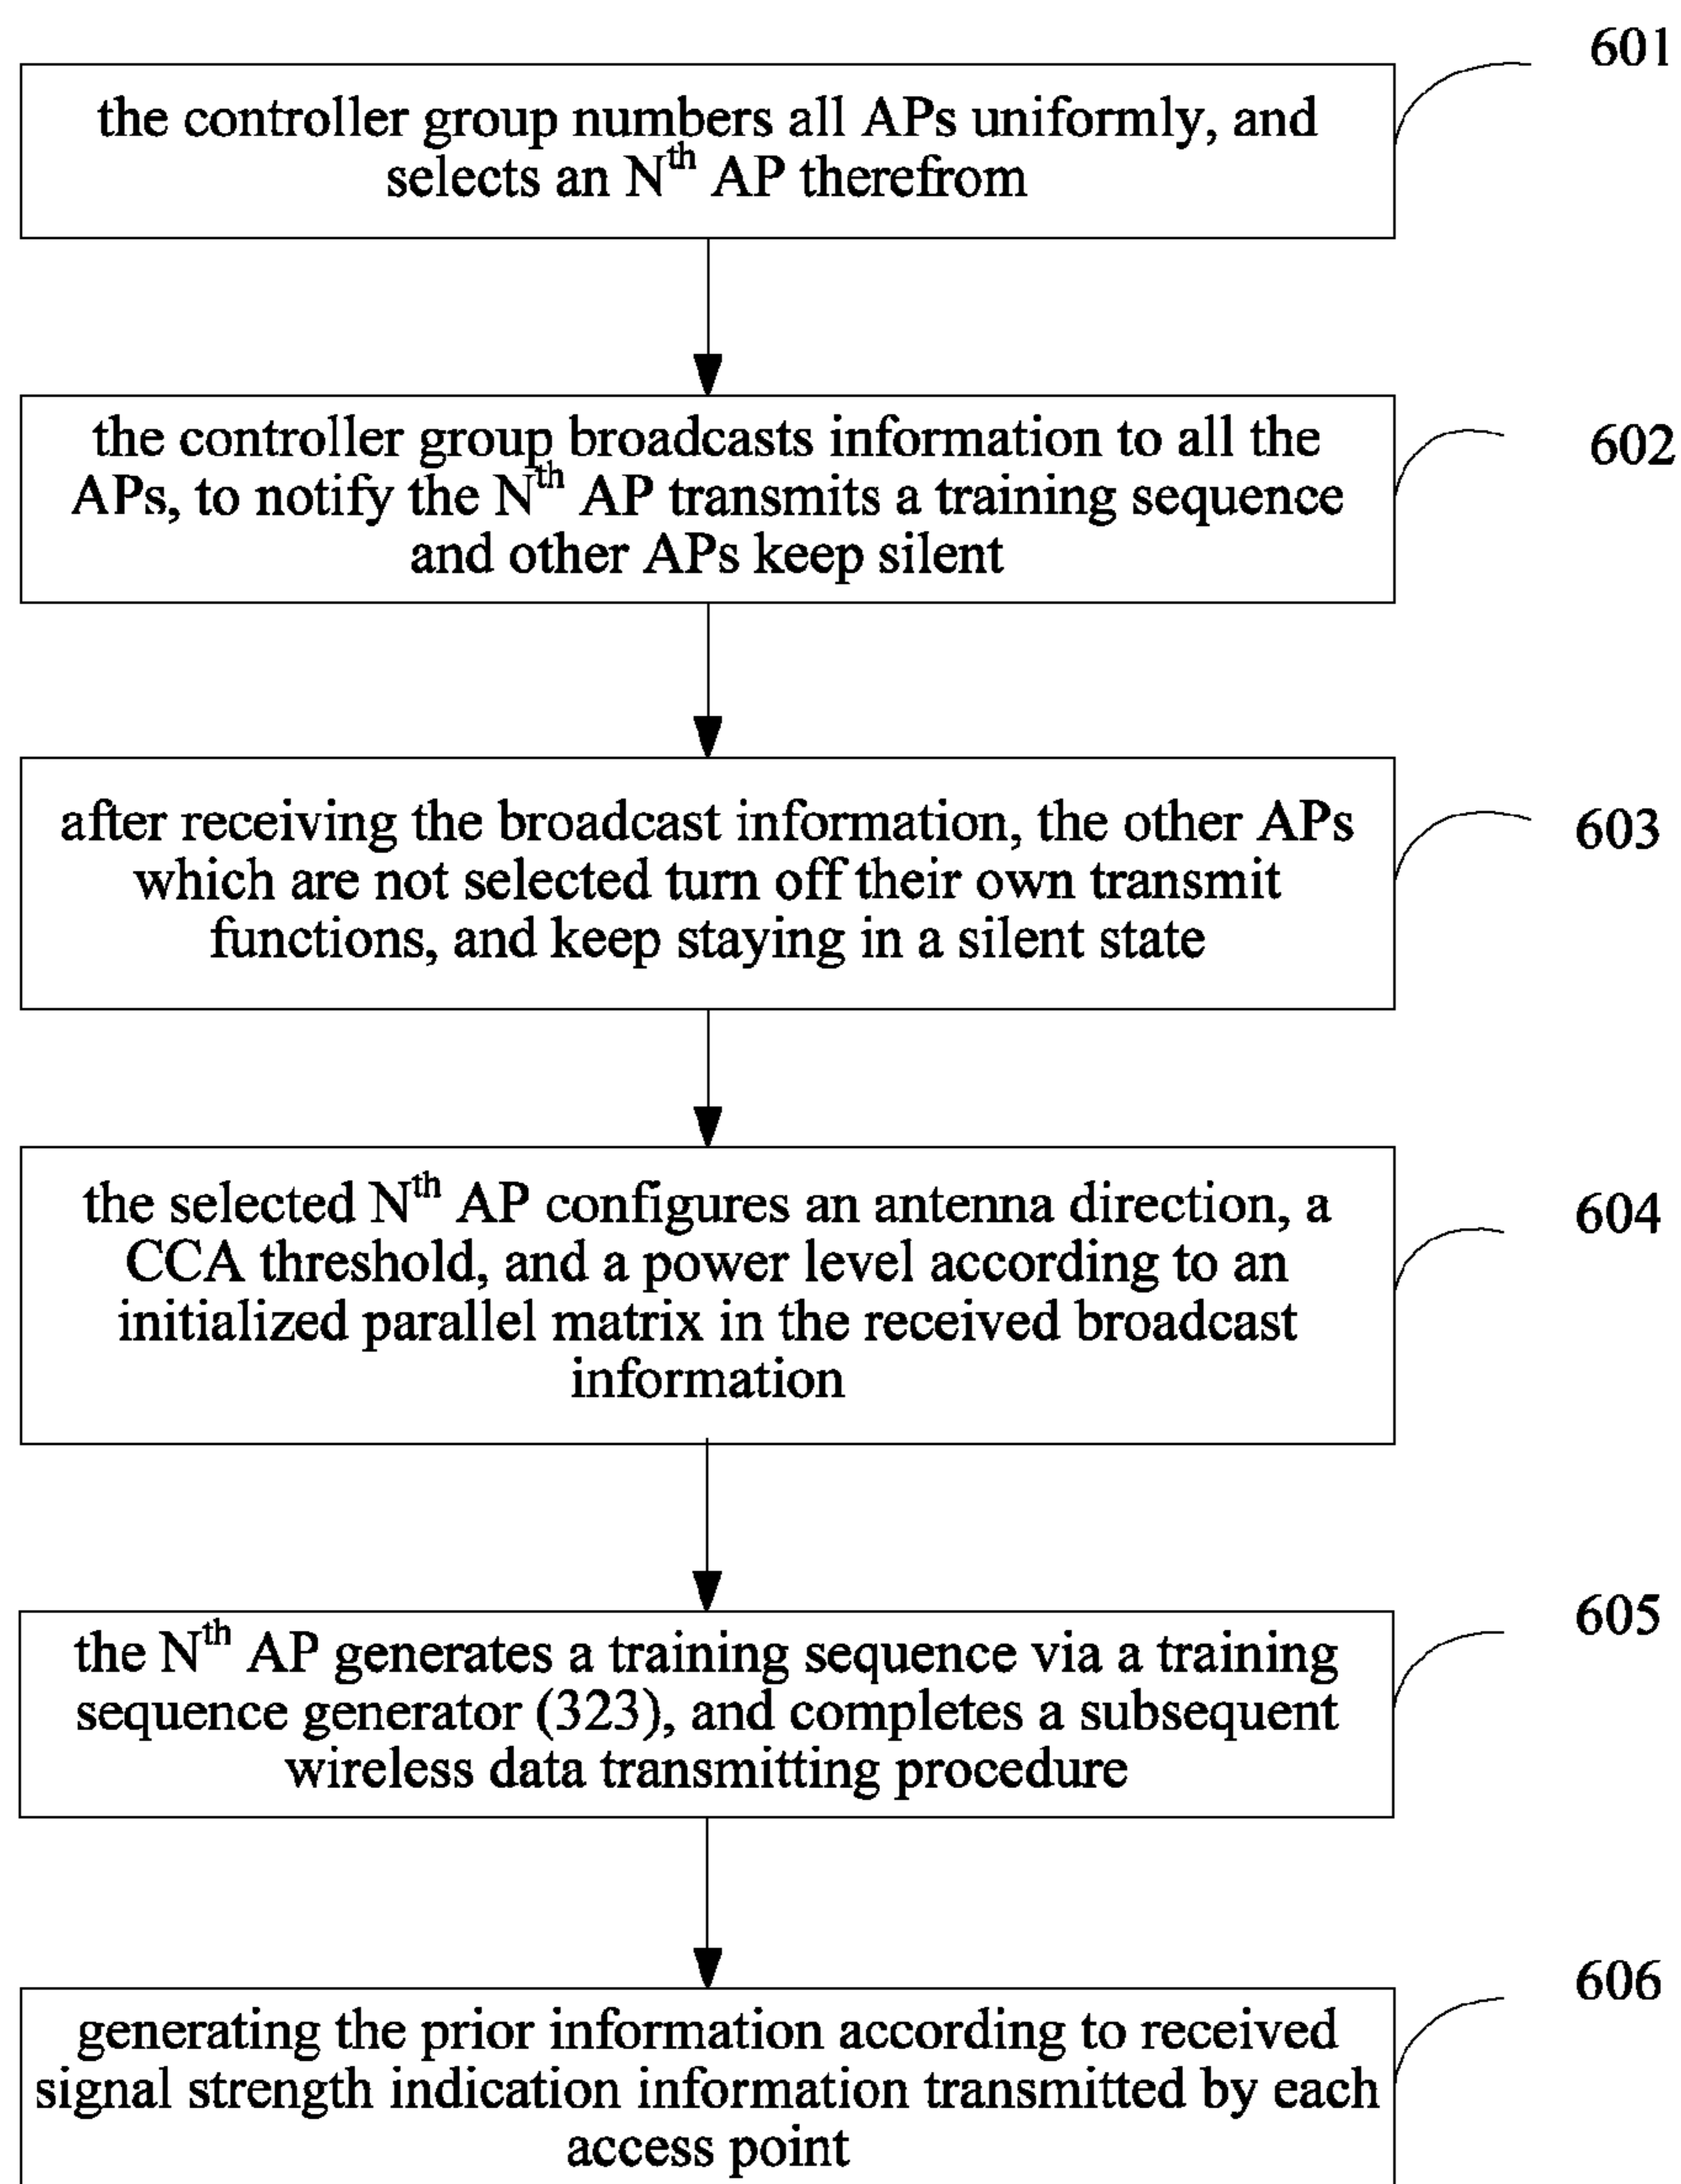 601
the controller group numbers all APs uniformly, and
selects an Nth AP therefrom
602
the controller group broadcasts information to all the
APs, to notify the Nth AP transmits a training sequence
and other APs keep silent
603
after receiving the broadcast information, the other APs
which are not selected turn off their own transmit
functions, and keep staying in a silent state
604
the selected Nth AP configures an antenna direction, a
CCA threshold, and a power level according to an
initialized parallel matrix in the received broadcast
information
605
the Nth AP generates a training sequence via a training
sequence generator (323), and completes a subsequent
wireless data transmitting procedure
606
generating the prior information according to received
signal strength indication information transmitted by each
access point